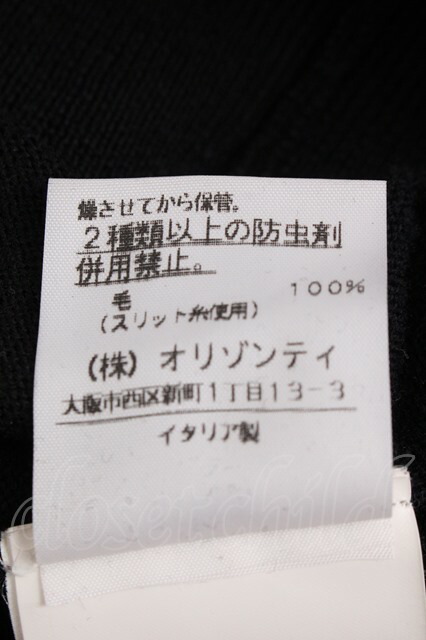 燥させてから保管。
2種類以上の防虫剤
併用禁止。
毛 100%
(スリット糸使用)
(株)オリゾンティ
大阪市西区新町1丁目13-3
イタリア製
closet child